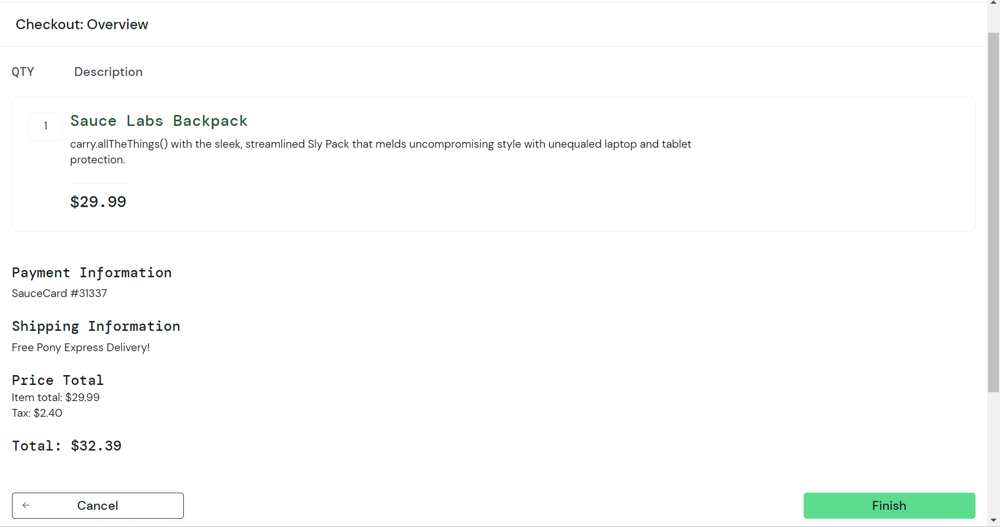 Checkout: Overview
QTY Description
1 Sauce Labs Backpack
carry.allTheThings() with the sleek, streamlined Sly Pack that melds uncompromising style with unequaled laptop and tablet
protection.
$29.99
Payment Information
SauceCard #31337
Shipping Information
Free Pony Express Delivery!
Price Total
Item total: $29.99
Tax: $2.40
Total: $32.39
Cancel Finish